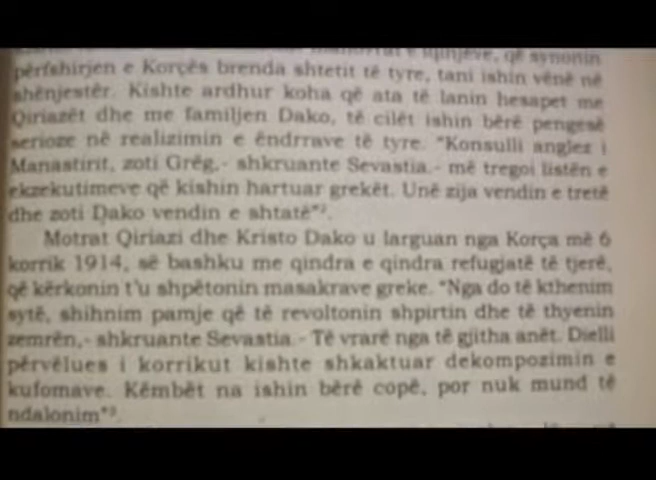 e njinjëve, që synonin
përfshirjen e Korçës brenda shtetit të tyre, tani ishin vënë në
shënjestër. Kishte ardhur koha që ata të lanin hesapet me
Qiriazët dhe me familjen Dako, të cilët ishin bërë pengesë
serioze në realizimin e ëndrrave të tyre. "Konsulli anglez i
Manastirit, zoti Grëg,- shkruante Sevastia,- më tregoi listën e
ekzekutimeve që kishin hartuar grekët. Unë zija vendin e tretë
dhe zoti Dako vendin e shtatë"².
Motrat Qiriazi dhe Kristo Dako u larguan nga Korça më 6
korrik 1914, së bashku me qindra e qindra refugjatë të tjerë,
që kërkonin t'u shpëtonin masakrave greke. "Nga do të kthenim
sytë, shihnim pamje që të revoltonin shpirtin dhe të thyenin
zemrën,- shkruante Sevastia.- Të vrarë nga të gjitha anët. Dielli
përvëlues i korrikut kishte shkaktuar dekompozimin e
kufomave. Këmbët na ishin bërë copë, por nuk mund të
ndalonim"³.